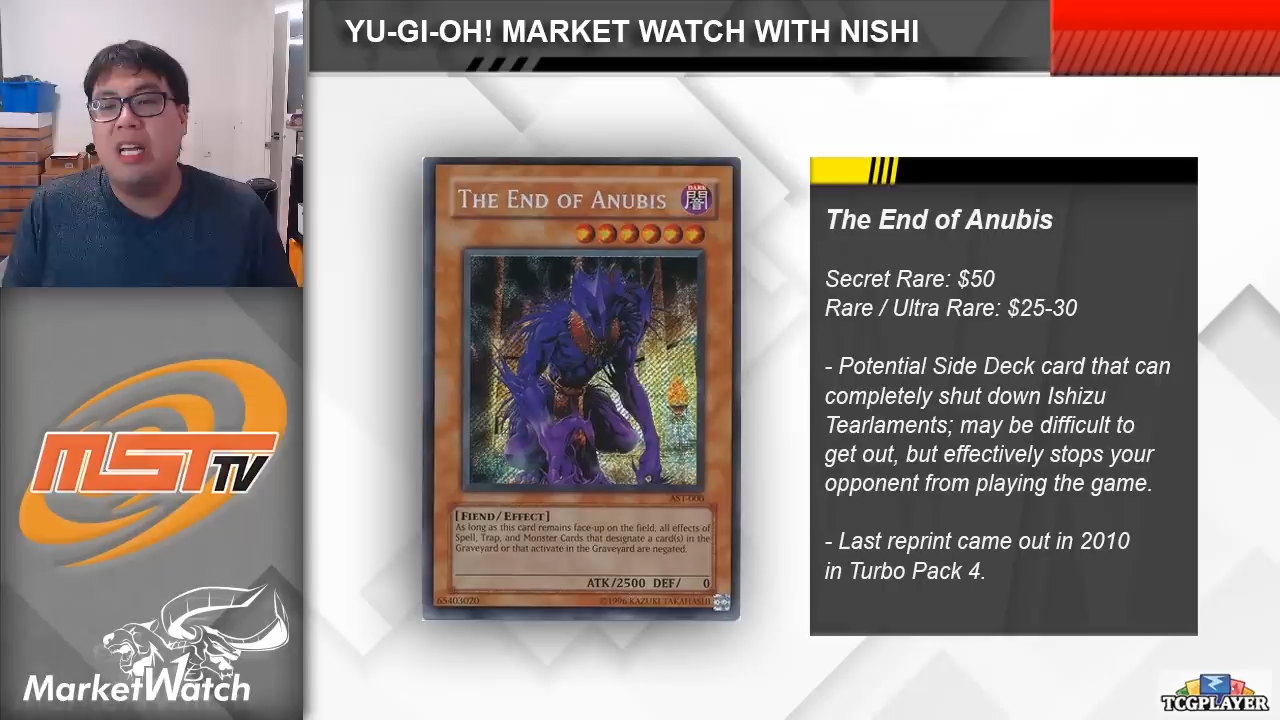 YU-GI-OH! MARKET WATCH WITH NISHI
THE END OF ANUBIS
DARK
闇
AST-000
[FIEND/EFFECT]
As long as this card remains face-up on the field, all effects of
Spell, Trap, and Monster Cards that designate a card(s) in the
Graveyard or that activate in the Graveyard are negated.
ATK/2500 DEF/ 0
65403020
©1996 KAZUKI TAKAHASHI
The End of Anubis
Secret Rare: $50
Rare / Ultra Rare: $25-30
- Potential Side Deck card that can
completely shut down Ishizu
Tearlaments; may be difficult to
get out, but effectively stops your
opponent from playing the game.
- Last reprint came out in 2010
in Turbo Pack 4.
MST TV
MarketWatch
TCGPLAYER